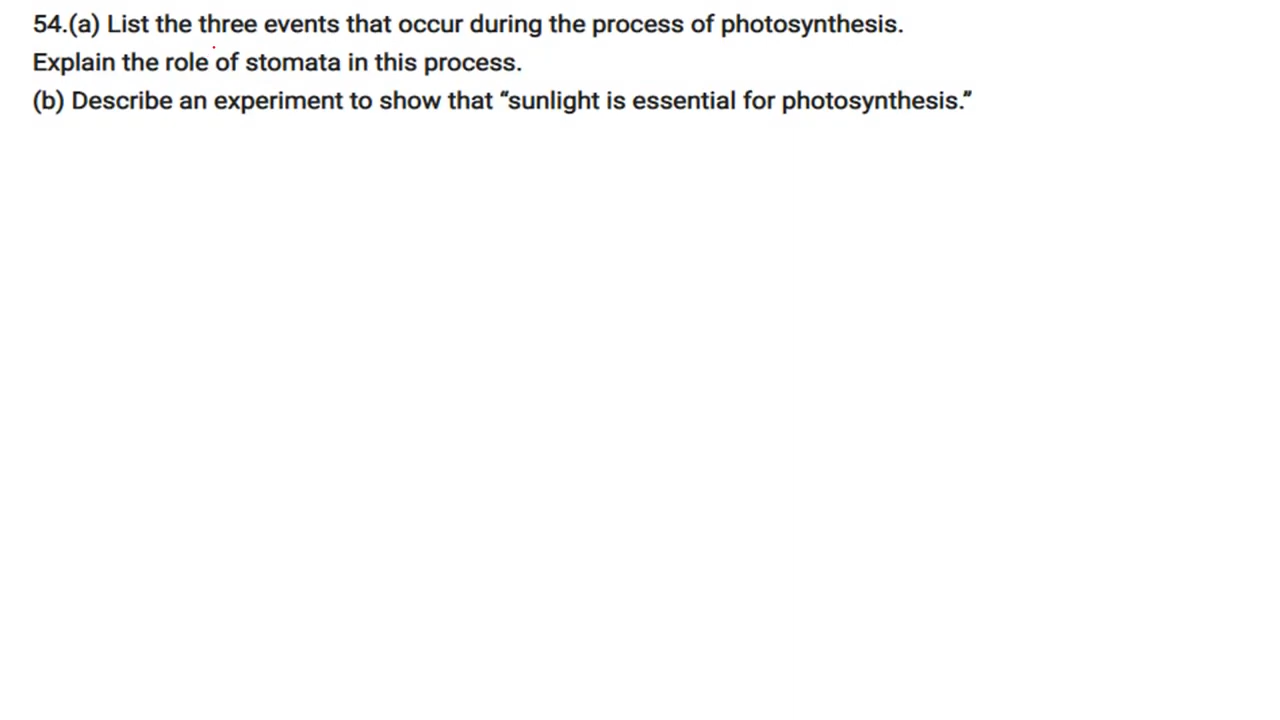 54.(a) List the three events that occur during the process of photosynthesis.
Explain the role of stomata in this process.
(b) Describe an experiment to show that “sunlight is essential for photosynthesis.”